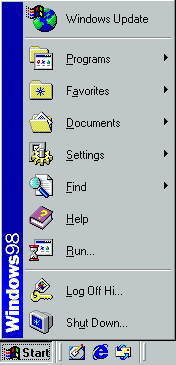 Windows Update
Programs
Favorites
Documents
Settings
Find
Help
Run...
Log Off Hi...
Shut Down...
Windows98
Start